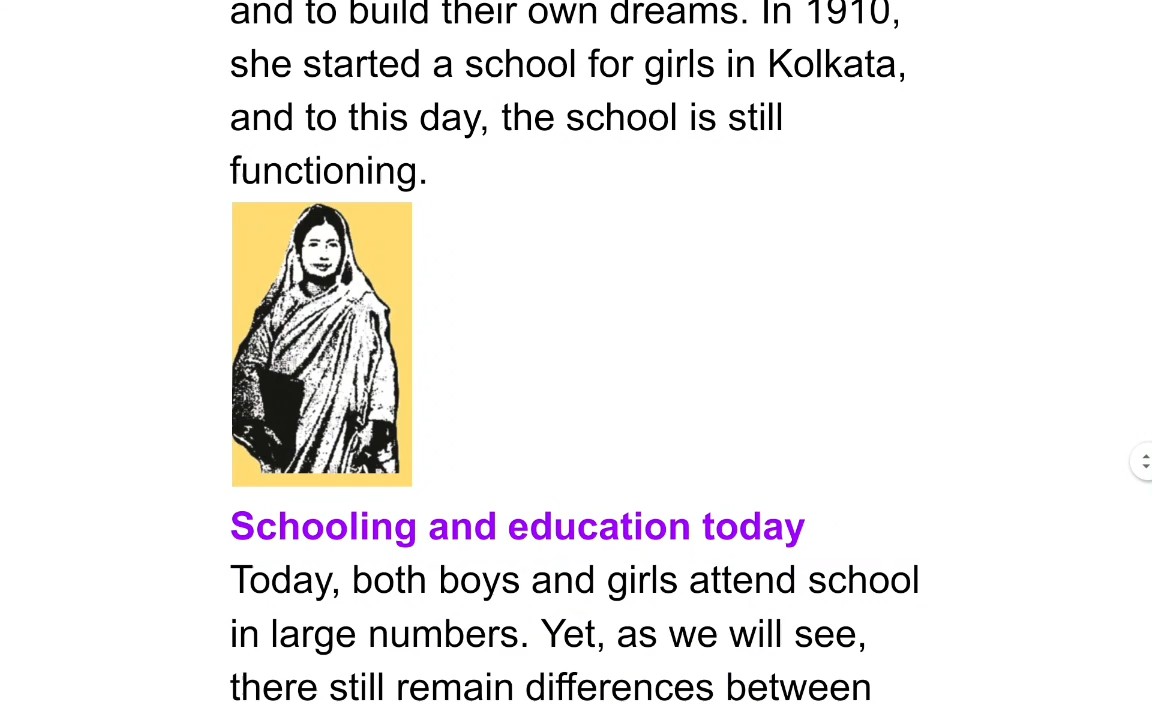 and to build their own dreams. In 1910,
she started a school for girls in Kolkata,
and to this day, the school is still
functioning.
Schooling and education today
Today, both boys and girls attend school
in large numbers. Yet, as we will see,
there still remain differences between